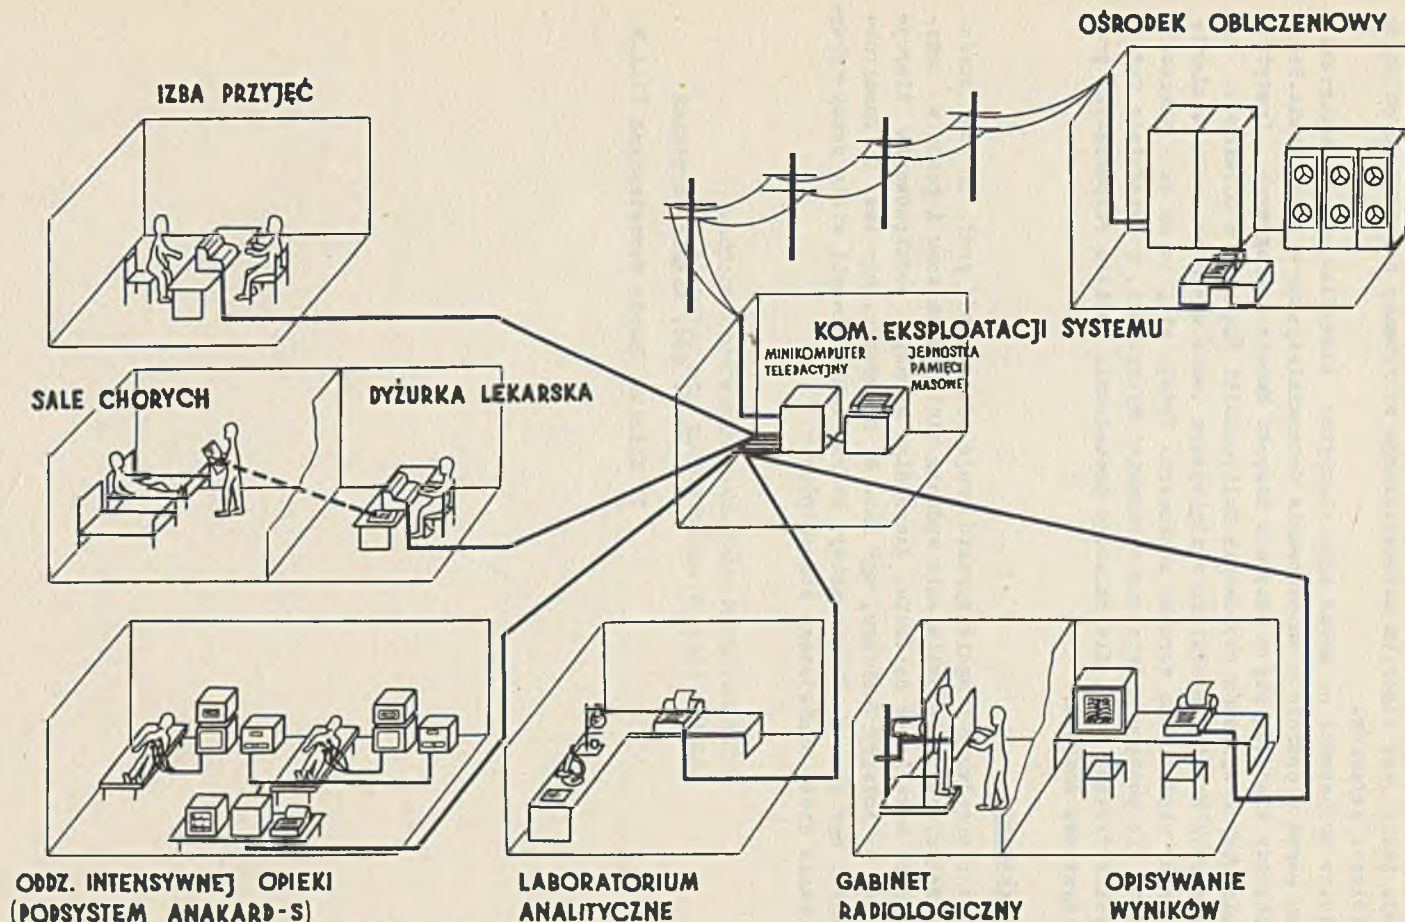 OŚRODEK OBLICZENIOWY
IZBA PRZYJĘĆ
KOM. EKSPLOATACJI SYSTEMU
MINIKOMPUTER
TELEDACYJNY
JEDNOSTKA
PAMIĘCI
MASOWEJ
SALE CHORYCH
DYŻURKA LEKARSKA
ODDZ. INTENSYWNEJ OPIEKI
(PODSYSTEM ANAKARD-S)
LABORATORIUM
ANALITYCZNE
GABINET
RADIOLOGICZNY
OPISYWANIE
WYNIKÓW